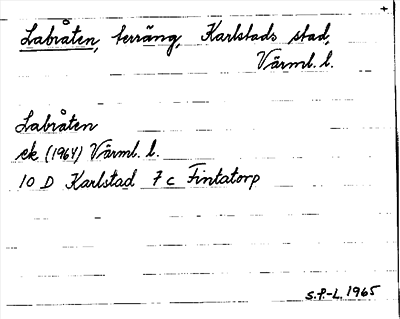 Labråten, terräng, Karlstads stad,
Värml. l.
Labråten
ek (1964) Värml. l.
10 D Karlstad 7 c Fintatorp
S.P.-L. 1965